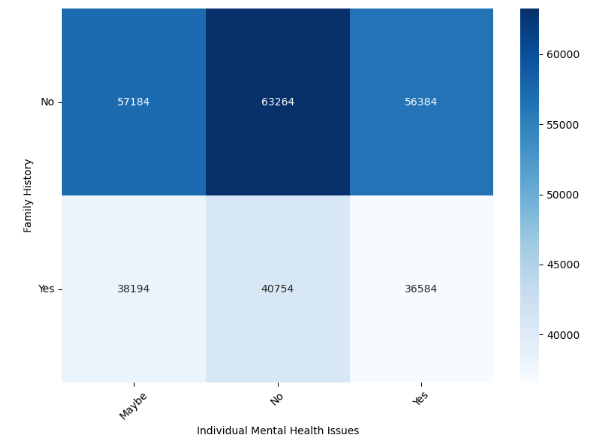 No
57184 63264 56384
Yes
38194 40754 36584
Maybe No Yes
Individual Mental Health Issues
Family History
60000
55000
50000
45000
40000